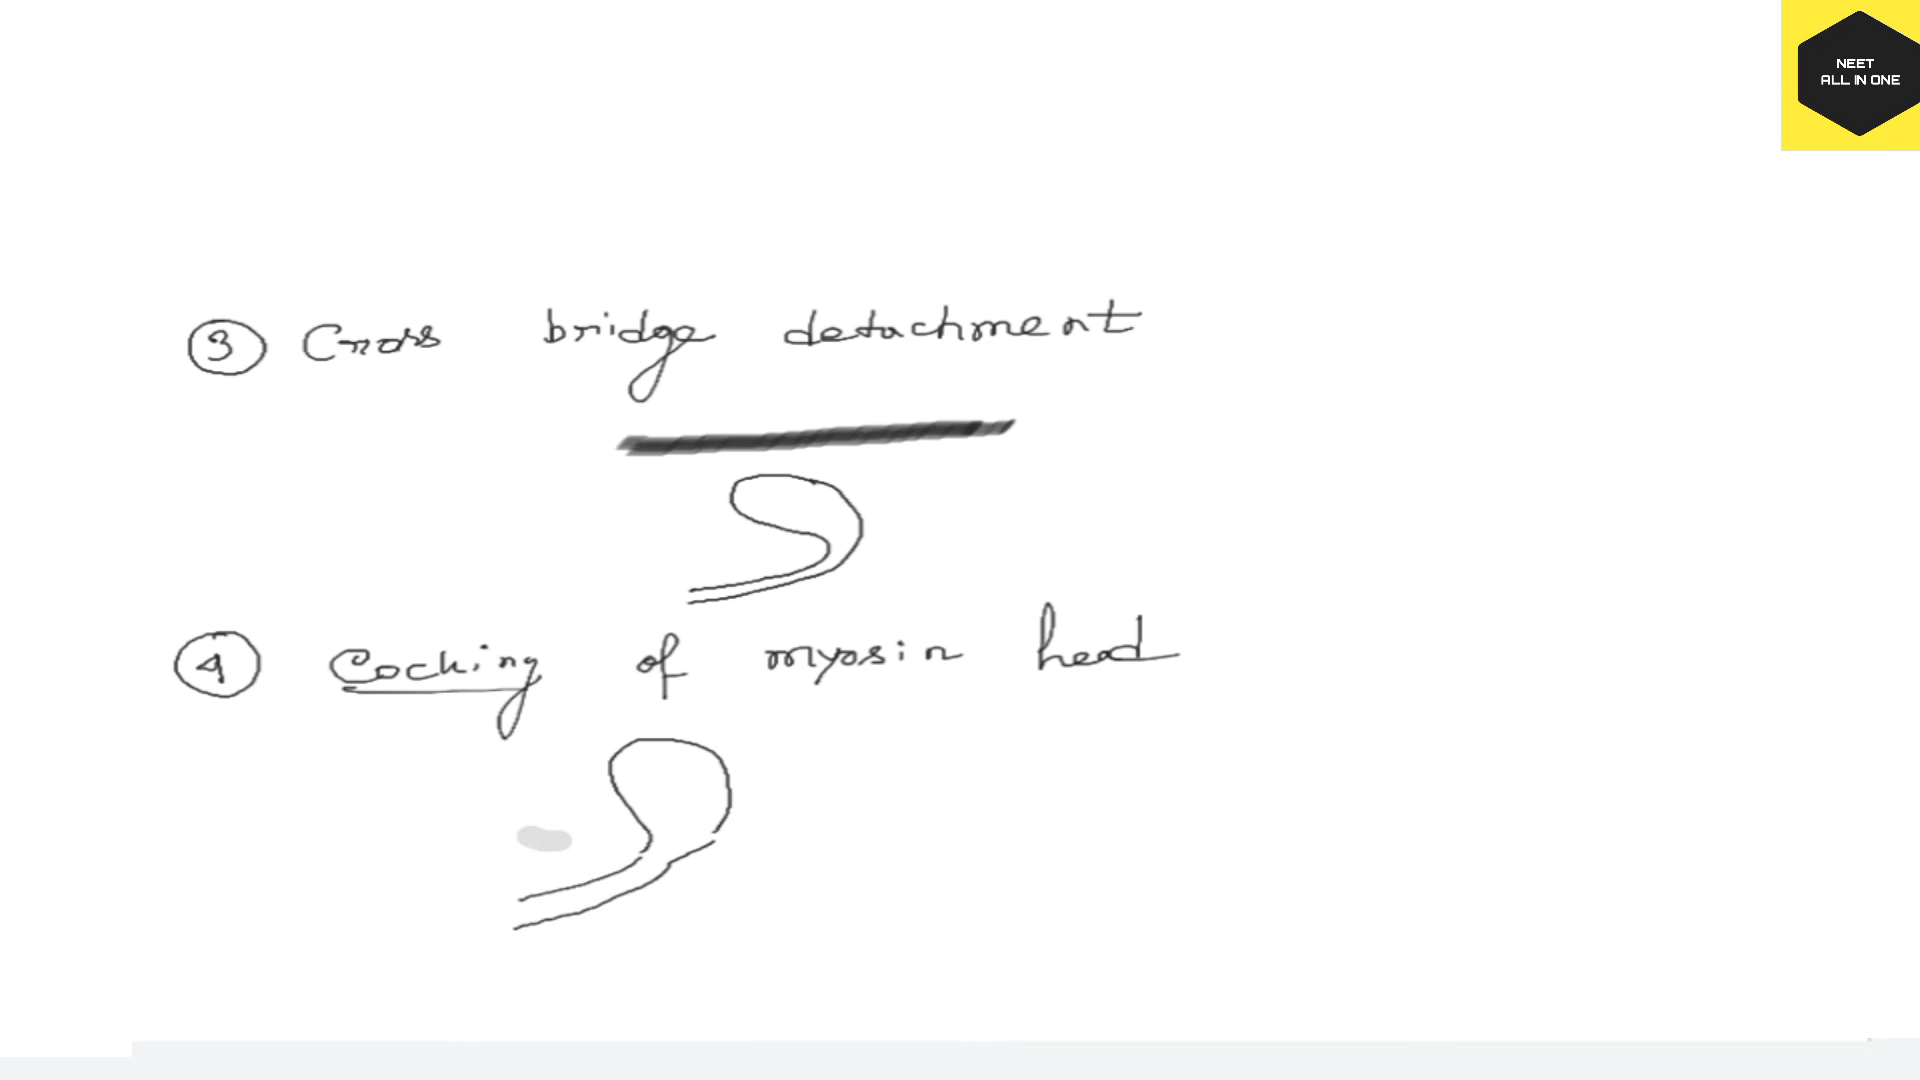 NEET
ALL IN ONE
③ Cross bridge detachment
④ Cocking of myosin head